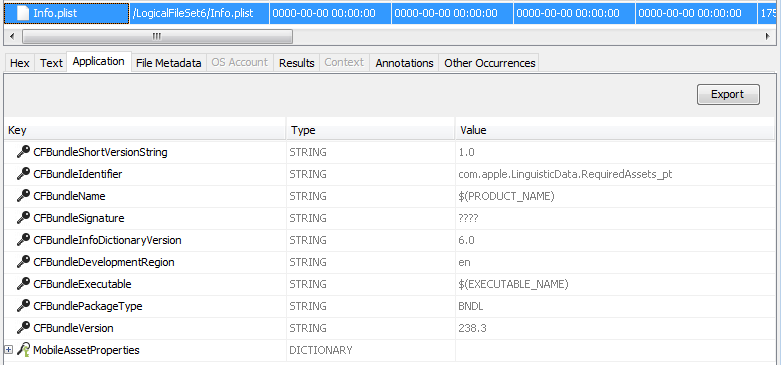 Info.plist /LogicalFileSet6/Info.plist 0000-00-00 00:00:00 0000-00-00 00:00:00 0000-00-00 00:00:00 0000-00-00 00:00:00 175
Hex Text Application File Metadata OS Account Results Context Annotations Other Occurrences
Export
Key Type Value
CFBundleShortVersionString STRING 1.0
CFBundleIdentifier STRING com.apple.LinguisticData.RequiredAssets_pt
CFBundleName STRING $(PRODUCT_NAME)
CFBundleSignature STRING ????
CFBundleInfoDictionaryVersion STRING 6.0
CFBundleDevelopmentRegion STRING en
CFBundleExecutable STRING $(EXECUTABLE_NAME)
CFBundlePackageType STRING BNDL
CFBundleVersion STRING 238.3
MobileAssetProperties DICTIONARY